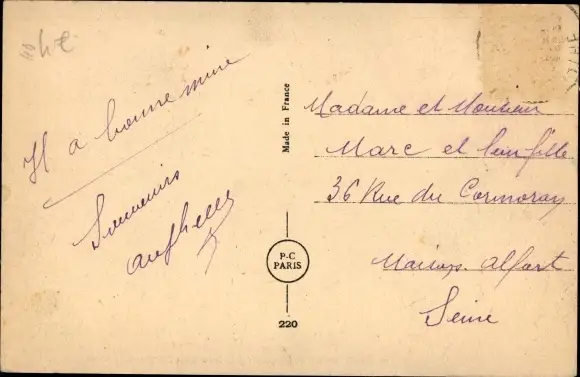 Il a bonne mine
Souvenirs
Made in France
P-C
PARIS
220
Madame et Monsieur
Marc et leur fille
36 Rue du Cormoray
Maisons. Alfort
Seine